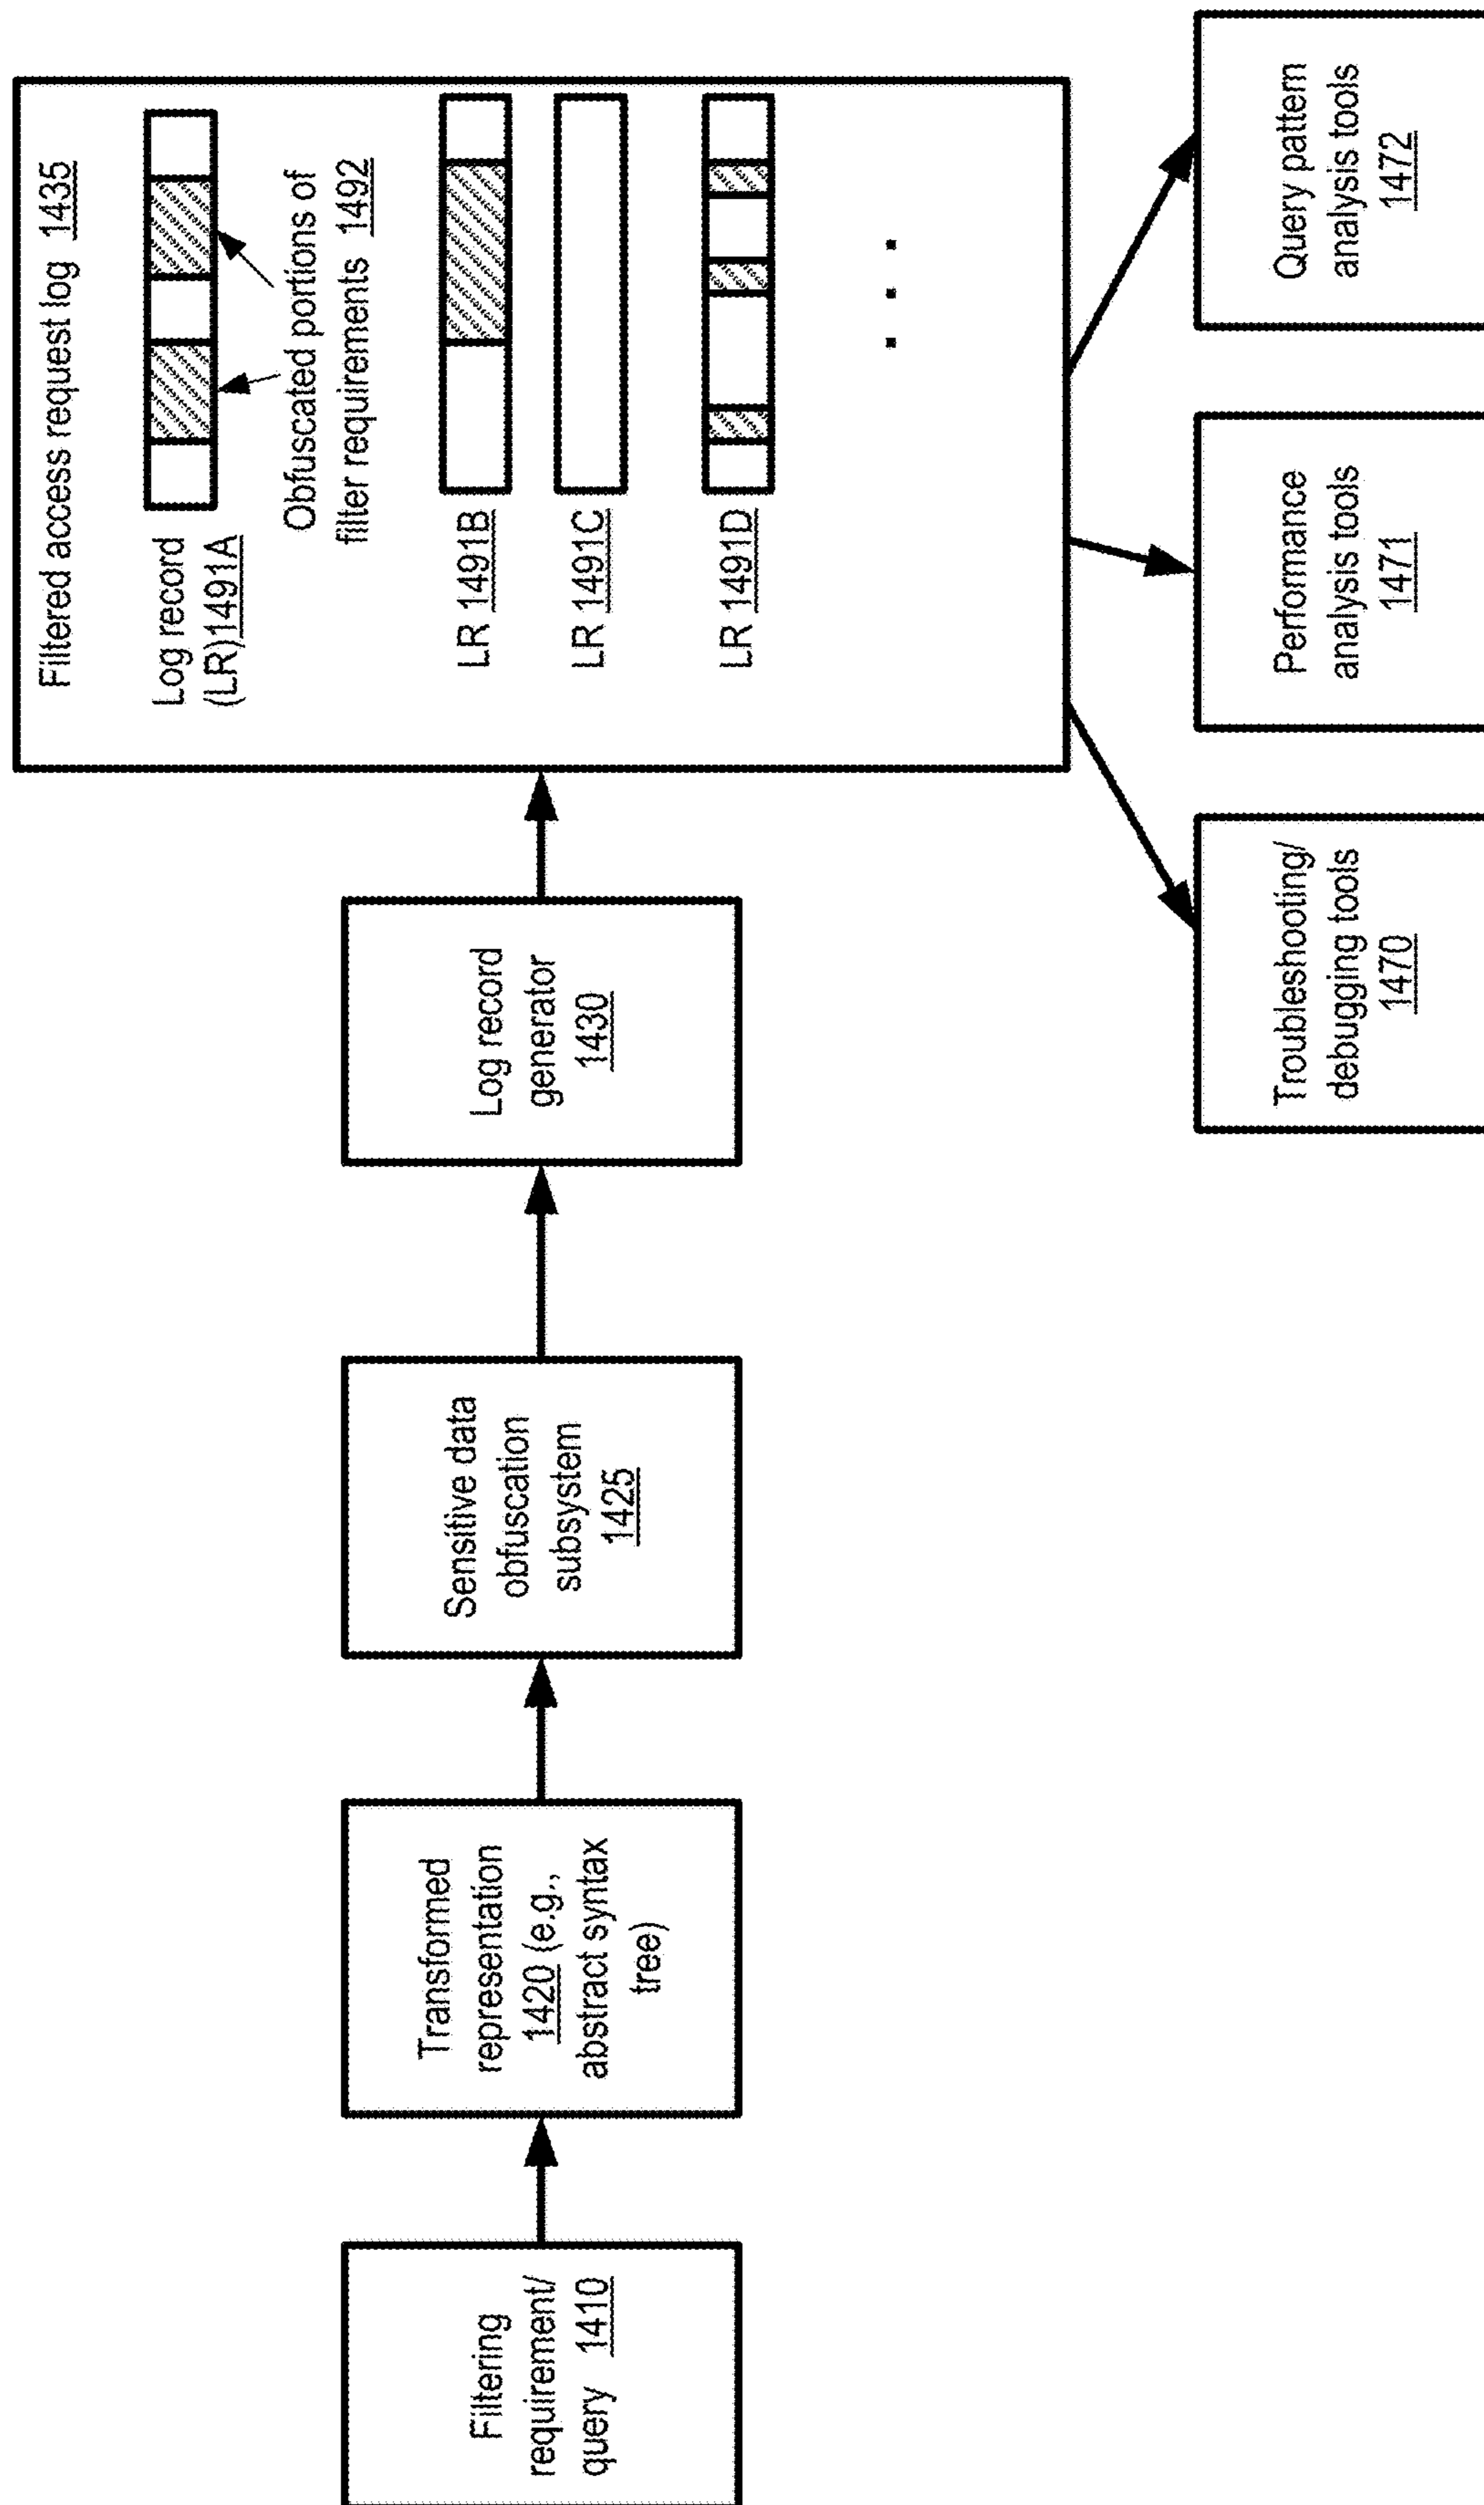 Filtering
requirement/
query 1410
Transformed
representation
1420 (e.g.,
abstract syntax
tree)
Sensitive data
obfuscation
subsystem
1425
Log record
generator
1430
Filtered access request log 1435
Log record
(LR)1491A
Obfuscated portions of
filter requirements 1492
LR 1491B
LR 1491C
LR 1491D
. . .
Troubleshooting/
debugging tools
1470
Performance
analysis tools
1471
Query pattern
analysis tools
1472